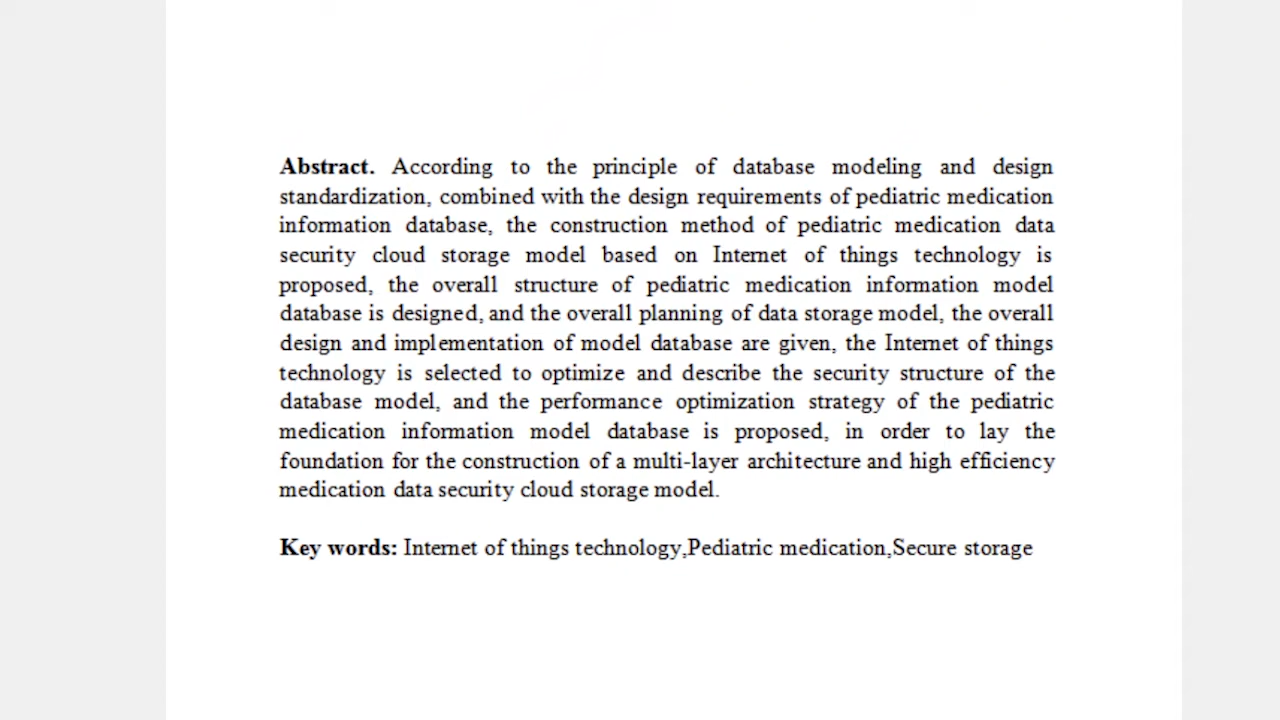 Abstract. According to the principle of database modeling and design
standardization, combined with the design requirements of pediatric medication
information database, the construction method of pediatric medication data
security cloud storage model based on Internet of things technology is
proposed, the overall structure of pediatric medication information model
database is designed, and the overall planning of data storage model, the overall
design and implementation of model database are given, the Internet of things
technology is selected to optimize and describe the security structure of the
database model, and the performance optimization strategy of the pediatric
medication information model database is proposed, in order to lay the
foundation for the construction of a multi-layer architecture and high efficiency
medication data security cloud storage model.
Key words: Internet of things technology,Pediatric medication,Secure storage